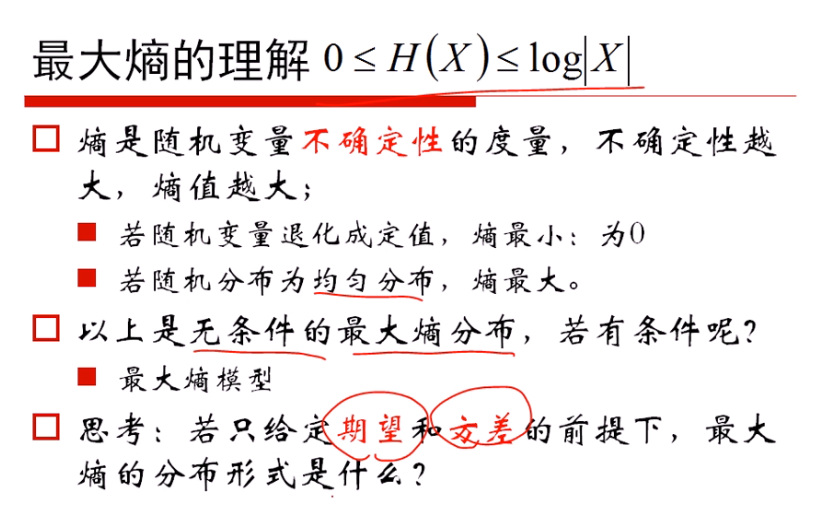 最大熵的理解 0 ≤ H(X) ≤ log|X|
熵是随机变量不确定性的度量，不确定性越
大，熵值越大；
若随机变量退化成定值，熵最小：为0
若随机分布为均匀分布，熵最大。
以上是无条件的最大熵分布，若有条件呢？
最大熵模型
思考：若只给定期望和方差的前提下，最大
熵的分布形式是什么？